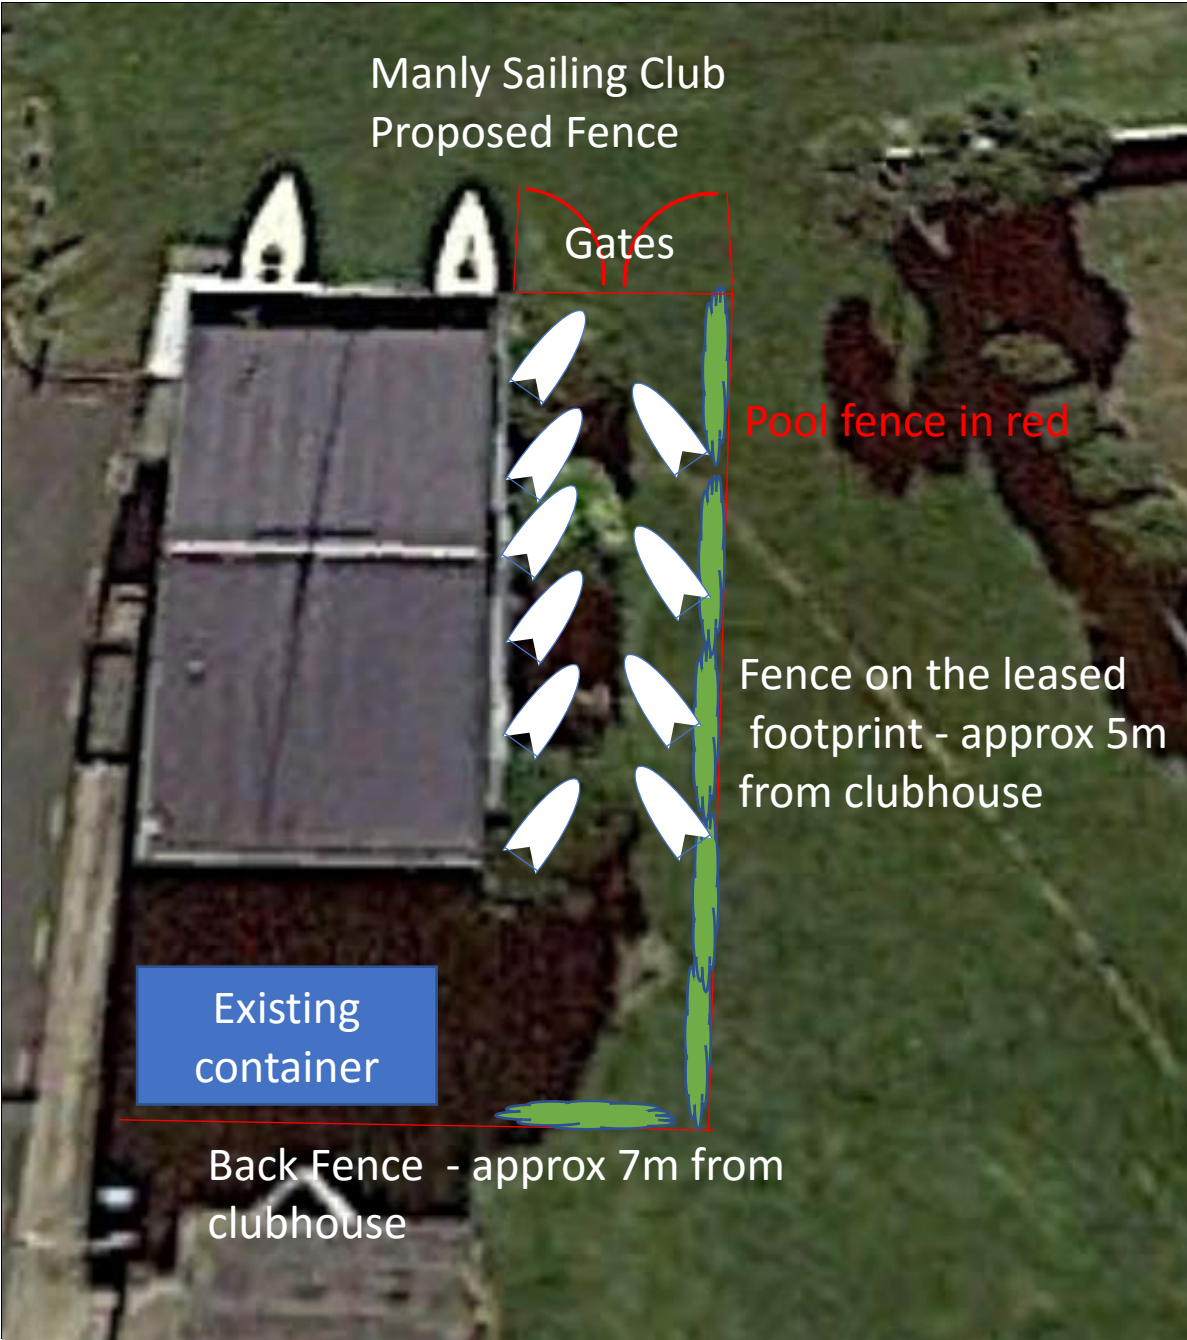 Manly Sailing Club
Proposed Fence
Gates
Pool fence in red
Fence on the leased
footprint - approx 5m
from clubhouse
Existing
container
Back Fence - approx 7m from
clubhouse